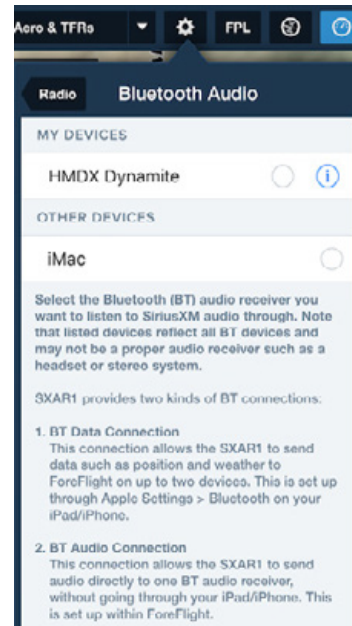 Aero & TFRs FPL
Radio Bluetooth Audio
MY DEVICES
HMDX Dynamite
OTHER DEVICES
iMac
Select the Bluetooth (BT) audio receiver you
want to listen to SiriusXM audio through. Note
that listed devices reflect all BT devices and
may not be a proper audio receiver such as a
headset or stereo system.
SXAR1 provides two kinds of BT connections:
1. BT Data Connection
This connection allows the SXAR1 to send
data such as position and weather to
ForeFlight on up to two devices. This is set up
through Apple Settings > Bluetooth on your
iPad/iPhone.
2. BT Audio Connection
This connection allows the SXAR1 to send
audio directly to one BT audio receiver,
without going through your iPad/iPhone. This
is set up within ForeFlight.